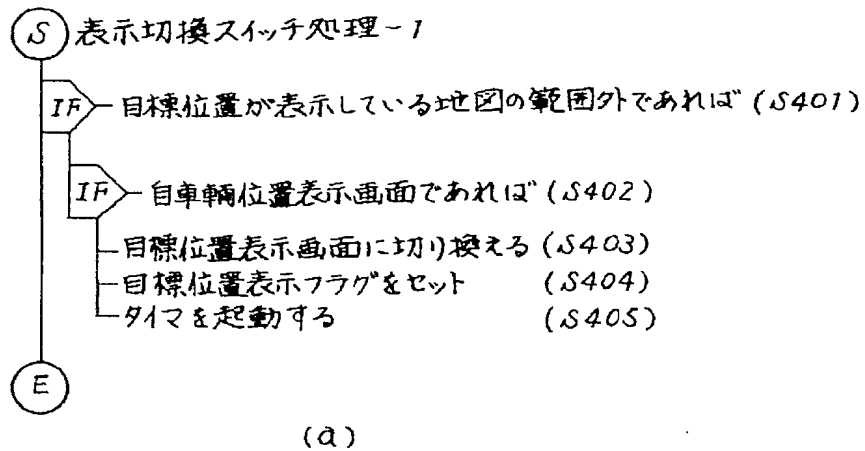 S 表示切換スイッチ処理-1
IF 目標位置が表示している地図の範囲外であれば (S401)
IF 自車輌位置表示画面であれば (S402)
目標位置表示画面に切り換える (S403)
目標位置表示フラグをセット (S404)
タイマを起動する (S405)
E
(a)